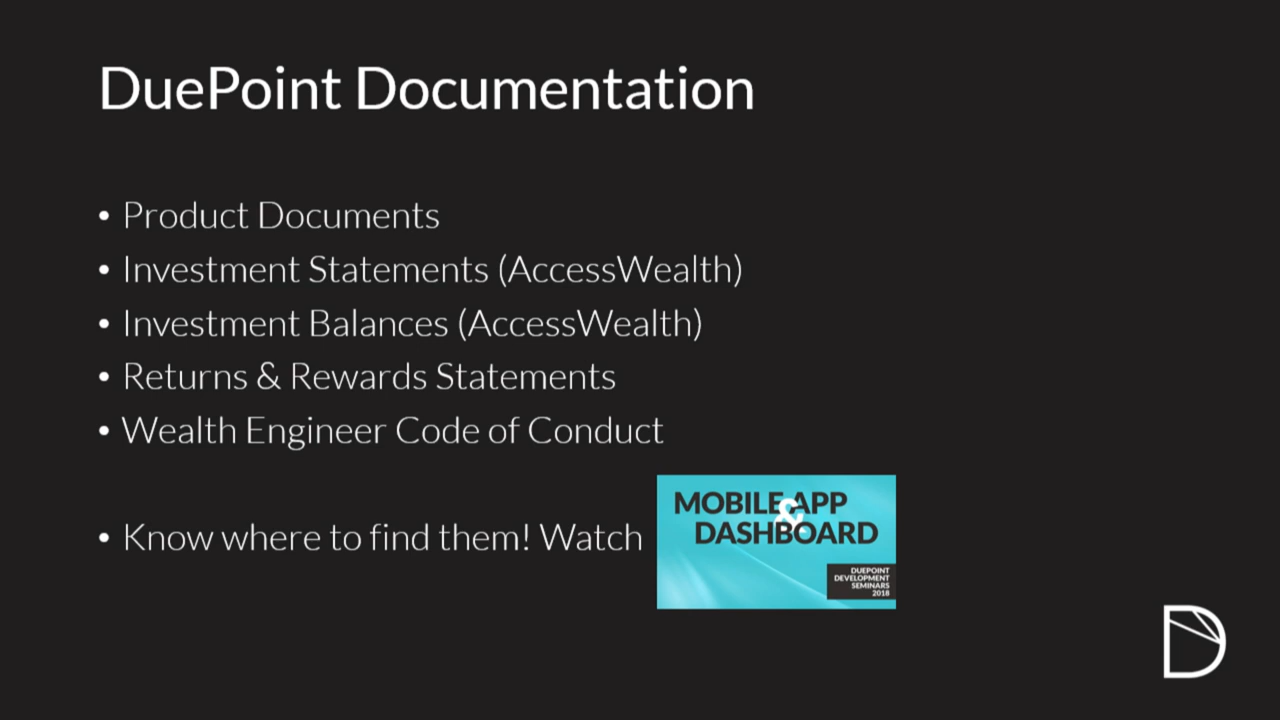 DuePoint Documentation
• Product Documents
• Investment Statements (AccessWealth)
• Investment Balances (AccessWealth)
• Returns & Rewards Statements
• Wealth Engineer Code of Conduct
• Know where to find them! Watch
MOBILE APP
&
DASHBOARD
DUEPOINT
DEVELOPMENT
SEMINARS
2018